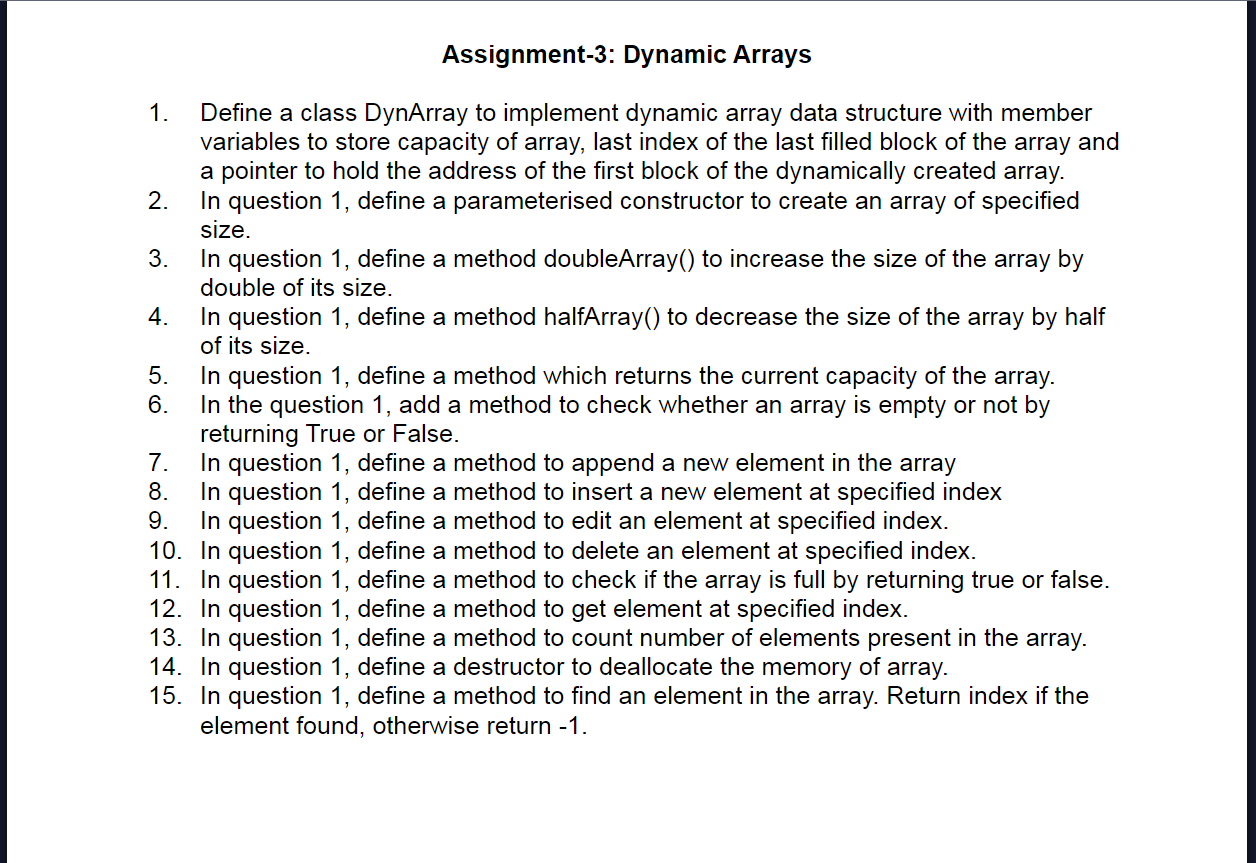 Assignment-3: Dynamic Arrays
1. Define a class DynArray to implement dynamic array data structure with member
variables to store capacity of array, last index of the last filled block of the array and
a pointer to hold the address of the first block of the dynamically created array.
2. In question 1, define a parameterised constructor to create an array of specified
size.
3. In question 1, define a method doubleArray() to increase the size of the array by
double of its size.
4. In question 1, define a method halfArray() to decrease the size of the array by half
of its size.
5. In question 1, define a method which returns the current capacity of the array.
6. In the question 1, add a method to check whether an array is empty or not by
returning True or False.
7. In question 1, define a method to append a new element in the array
8. In question 1, define a method to insert a new element at specified index
9. In question 1, define a method to edit an element at specified index.
10. In question 1, define a method to delete an element at specified index.
11. In question 1, define a method to check if the array is full by returning true or false.
12. In question 1, define a method to get element at specified index.
13. In question 1, define a method to count number of elements present in the array.
14. In question 1, define a destructor to deallocate the memory of array.
15. In question 1, define a method to find an element in the array. Return index if the
element found, otherwise return -1.